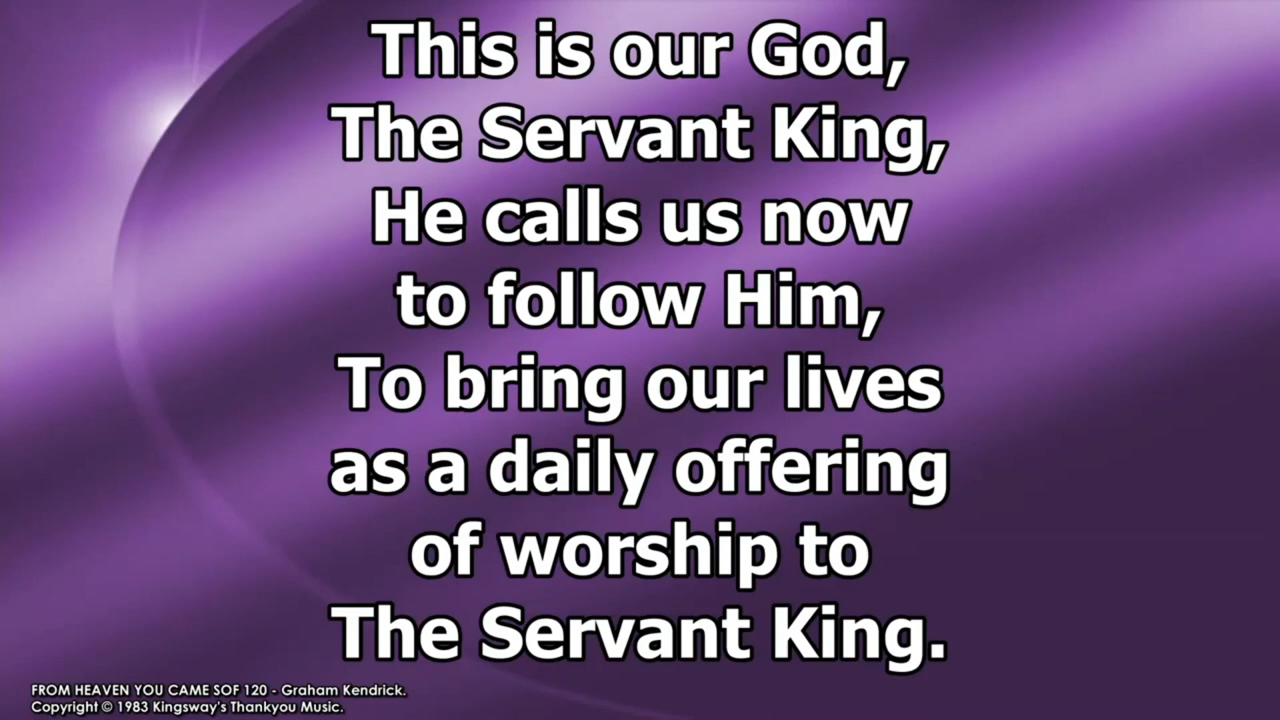 This is our God,
The Servant King,
He calls us now
to follow Him,
To bring our lives
as a daily offering
of worship to
The Servant King.
FROM HEAVEN YOU CAME SOF 120 - Graham Kendrick.
Copyright © 1983 Kingsway's Thankyou Music.